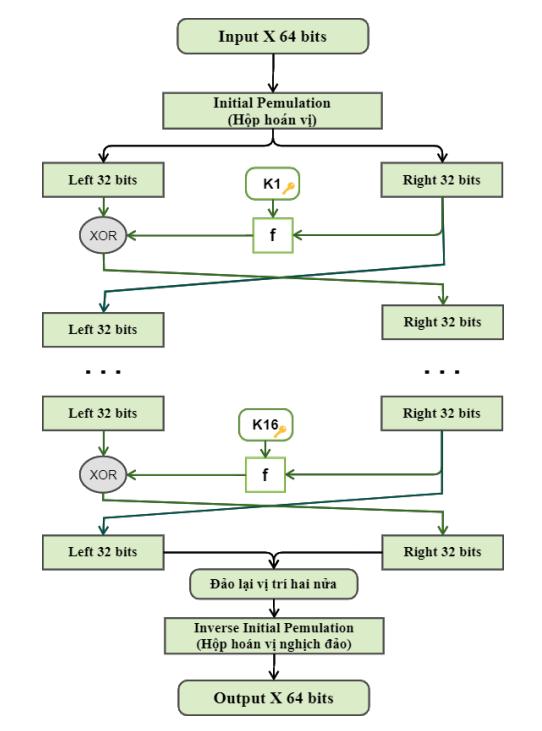 Input X 64 bits
Initial Pemulation
(Hộp hoán vị)
Left 32 bits
K1
Right 32 bits
XOR
f
Left 32 bits
Right 32 bits
. . .
. . .
Left 32 bits
K16
Right 32 bits
XOR
f
Left 32 bits
Right 32 bits
Đảo lại vị trí hai nửa
Inverse Initial Pemulation
(Hộp hoán vị nghịch đảo)
Output X 64 bits